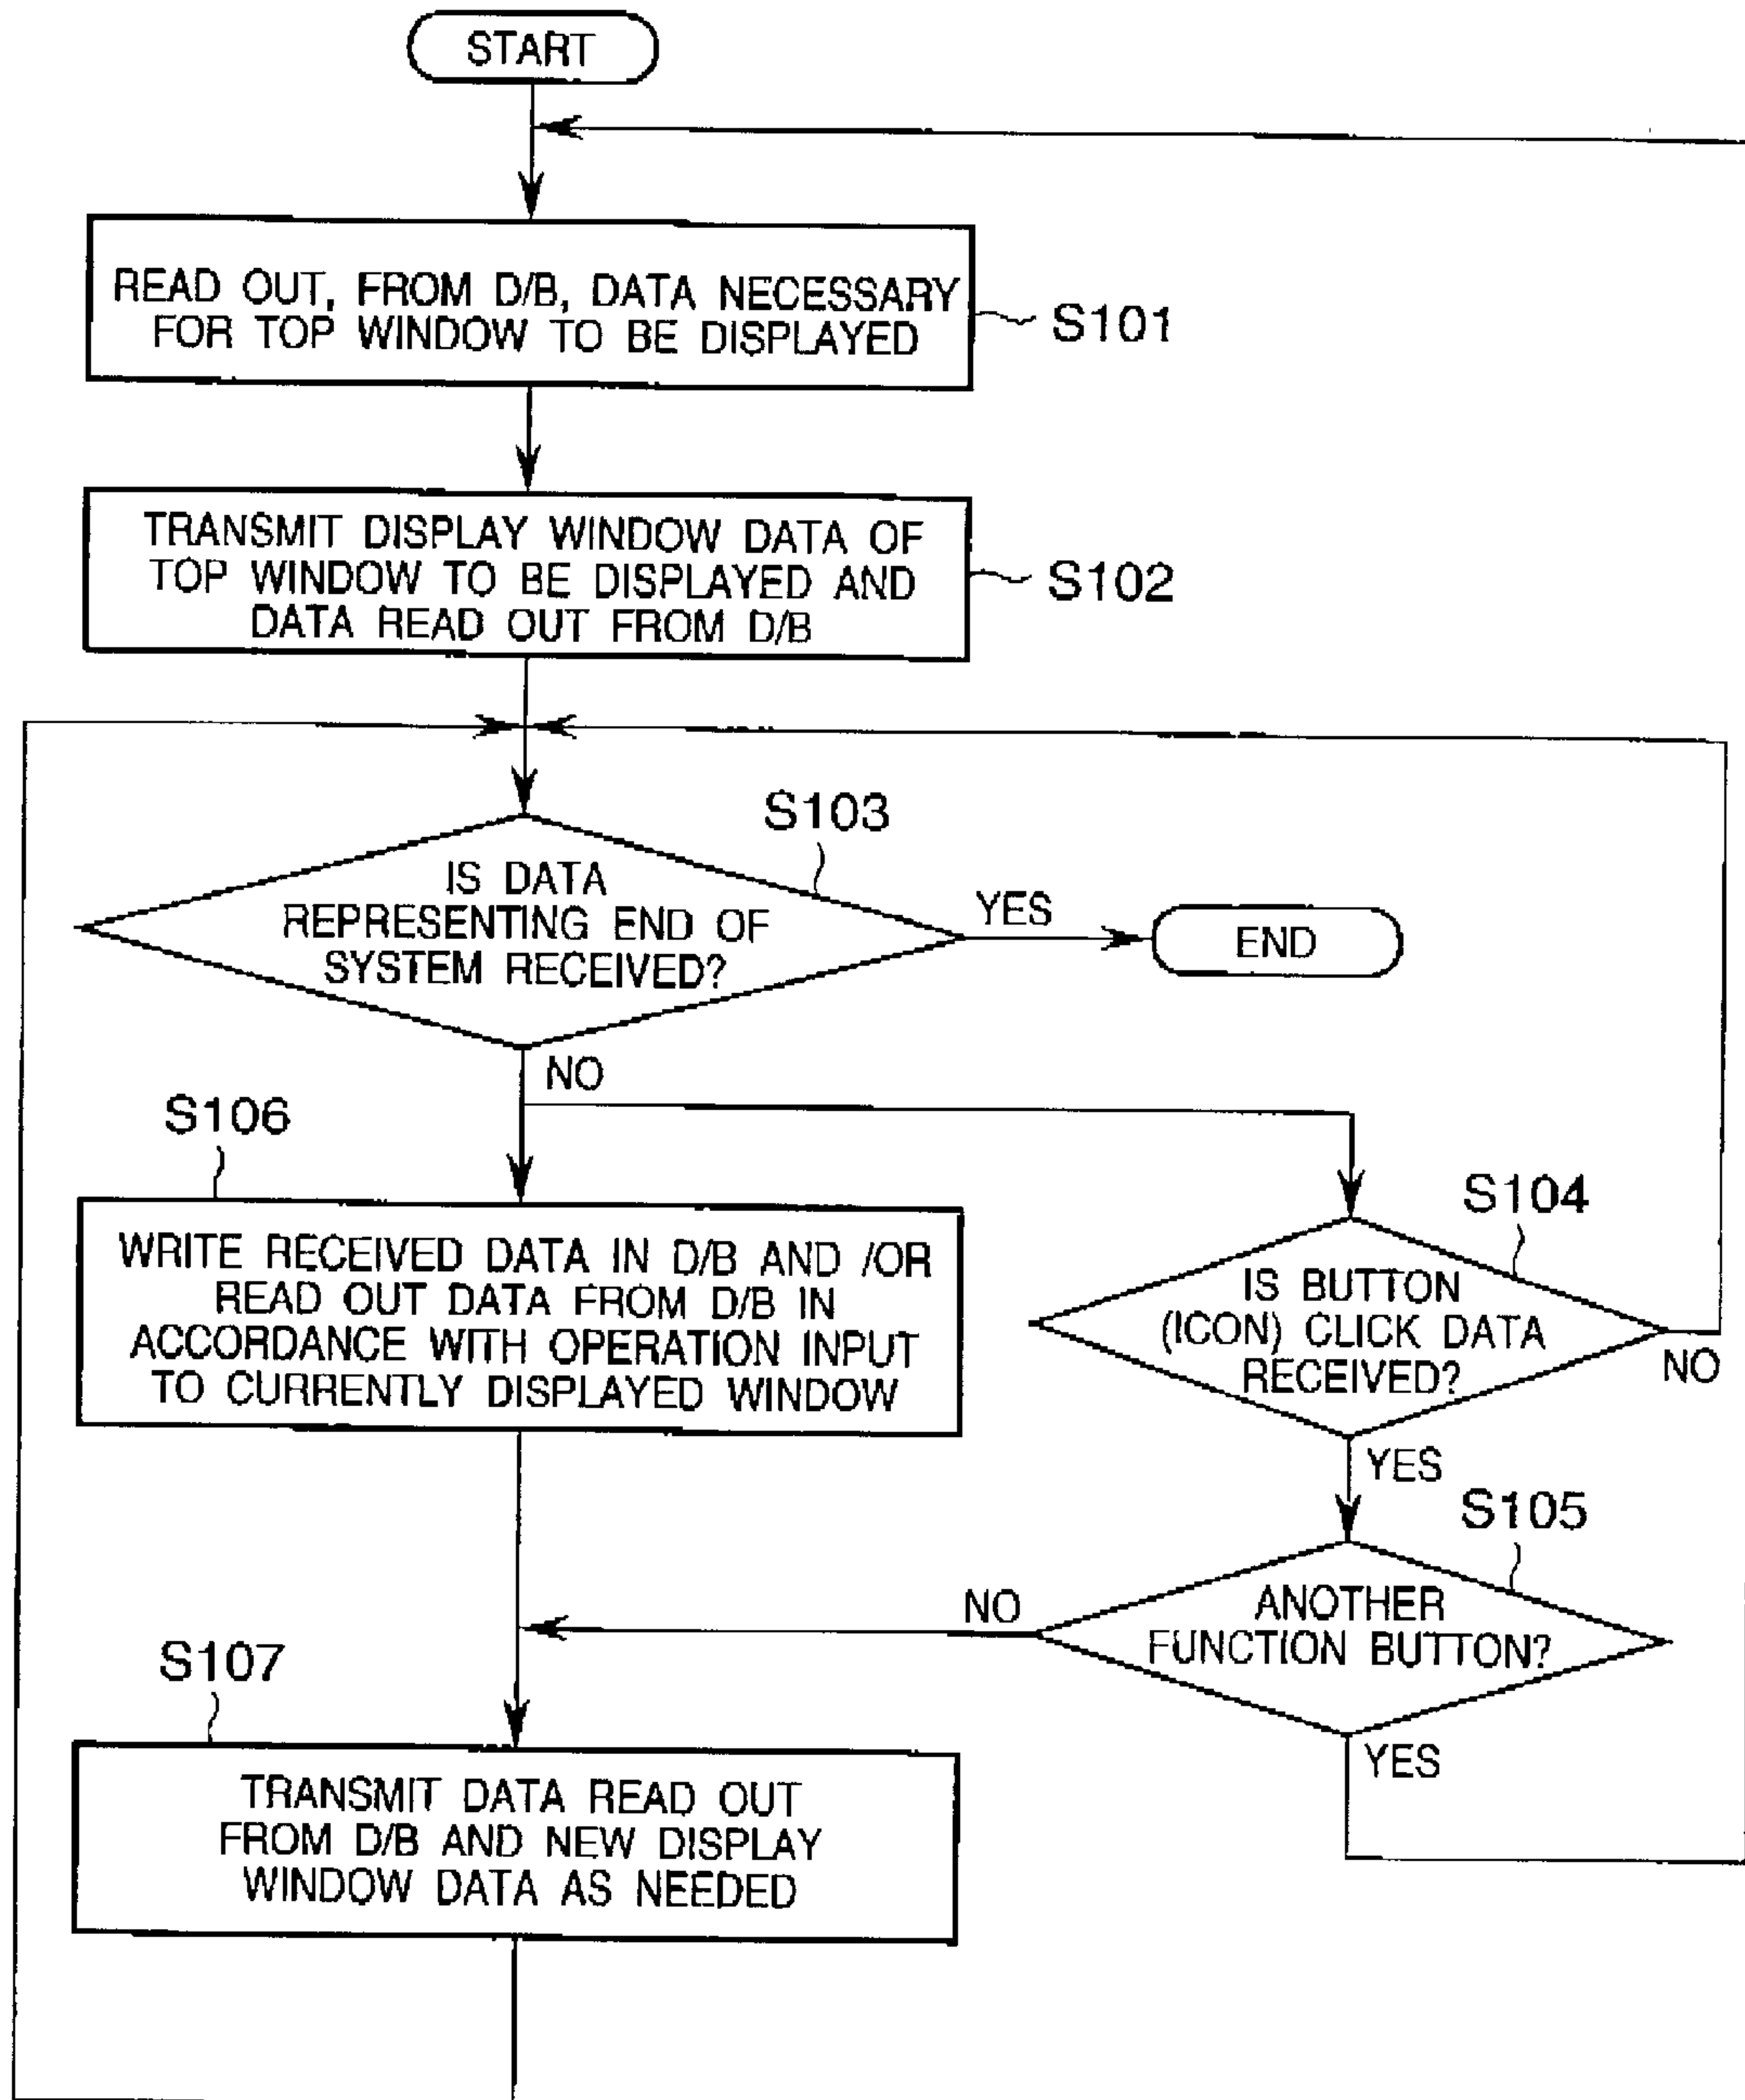 START
READ OUT, FROM D/B, DATA NECESSARY
FOR TOP WINDOW TO BE DISPLAYED
S101
TRANSMIT DISPLAY WINDOW DATA OF
TOP WINDOW TO BE DISPLAYED AND
DATA READ OUT FROM D/B
S102
S103
IS DATA
REPRESENTING END OF
SYSTEM RECEIVED?
YES
END
NO
S106
WRITE RECEIVED DATA IN D/B AND /OR
READ OUT DATA FROM D/B IN
ACCORDANCE WITH OPERATION INPUT
TO CURRENTLY DISPLAYED WINDOW
S104
IS BUTTON
(ICON) CLICK DATA
RECEIVED?
NO
YES
S105
ANOTHER
FUNCTION BUTTON?
NO
YES
S107
TRANSMIT DATA READ OUT
FROM D/B AND NEW DISPLAY
WINDOW DATA AS NEEDED